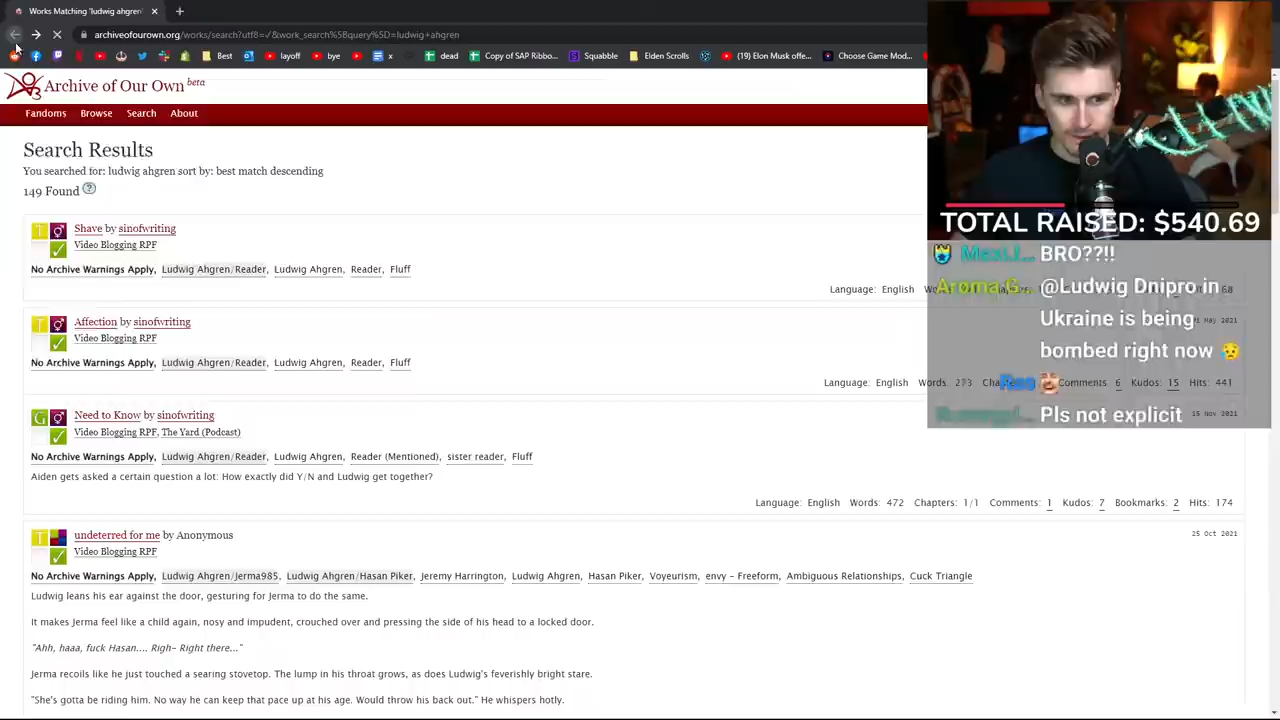 Works Matching 'ludwig ahgren'
archiveofourown.org/works/search?utf8=✓&work_search%5Bquery%5D=ludwig+ahgren
Best layoff bye x dead Copy of SAP Ribbo... Squabble Elden Scrolls (19) Elon Musk offe... Choose Game Mod...
Archive of Our Own beta
Fandoms Browse Search About
Search Results
You searched for: ludwig ahgren sort by: best match descending
149 Found ?
Shave by sinofwriting
Video Blogging RPF
No Archive Warnings Apply, Ludwig Ahgren/Reader, Ludwig Ahgren, Reader, Fluff
Language: English 68
Affection by sinofwriting
May 2021
Video Blogging RPF
No Archive Warnings Apply, Ludwig Ahgren/Reader, Ludwig Ahgren, Reader, Fluff
Language: English Words: 273 Comments: 6 Kudos: 15 Hits: 441
Need to Know by sinofwriting
15 Nov 2021
Video Blogging RPF, The Yard (Podcast)
No Archive Warnings Apply, Ludwig Ahgren/Reader, Ludwig Ahgren, Reader (Mentioned), sister reader, Fluff
Aiden gets asked a certain question a lot: How exactly did Y/N and Ludwig get together?
Language: English Words: 472 Chapters: 1/1 Comments: 1 Kudos: 7 Bookmarks: 2 Hits: 174
undeterred for me by Anonymous
25 Oct 2021
Video Blogging RPF
No Archive Warnings Apply, Ludwig Ahgren/Jerma985, Ludwig Ahgren/Hasan Piker, Jeremy Harrington, Ludwig Ahgren, Hasan Piker, Voyeurism, envy - Freeform, Ambiguous Relationships, Cuck Triangle
Ludwig leans his ear against the door, gesturing for Jerma to do the same.
It makes Jerma feel like a child again, nosy and impudent, crouched over and pressing the side of his head to a locked door.
"Ahh, haaa, fuck Hasan.... Righ- Right there..."
Jerma recoils like he just touched a searing stovetop. The lump in his throat grows, as does Ludwig's feverishly bright stare.
"She's gotta be riding him. No way he can keep that pace up at his age. Would throw his back out." He whispers hotly.
TOTAL RAISED: $540.69
BRO??!!
Aroma G... @Ludwig Dnipro in
Ukraine is being
bombed right now
Pls not explicit